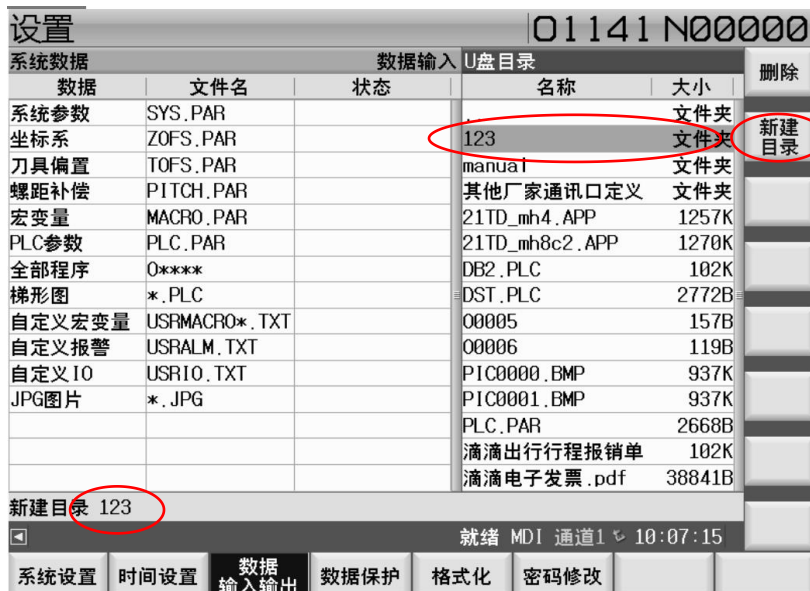 设置 O1141 N00000
系统数据 数据输入 U盘目录
数据 文件名 状态 名称 大小
删除
新建
目录
系统参数 SYS.PAR .. 文件夹
坐标系 ZOFS.PAR 123 文件夹
刀具偏置 TOFS.PAR manual 文件夹
螺距补偿 PITCH.PAR 其他厂家通讯口定义 文件夹
宏变量 MACRO.PAR 21TD_mh4.APP 1257K
PLC参数 PLC.PAR 21TD_mh8c2.APP 1270K
全部程序 O**** DB2.PLC 102K
梯形图 *.PLC DST.PLC 2772B
自定义宏变量 USRMACRO*.TXT O0005 157B
自定义报警 USRALM.TXT O0006 119B
自定义IO USRIO.TXT PIC0000.BMP 937K
JPG图片 *.JPG PIC0001.BMP 937K
PLC.PAR 2668B
滴滴出行行程报销单 102K
滴滴电子发票.pdf 38841B
新建目录 123
就绪 MDI 通道1 10:07:15
系统设置 时间设置 数据 输入输出 数据保护 格式化 密码修改